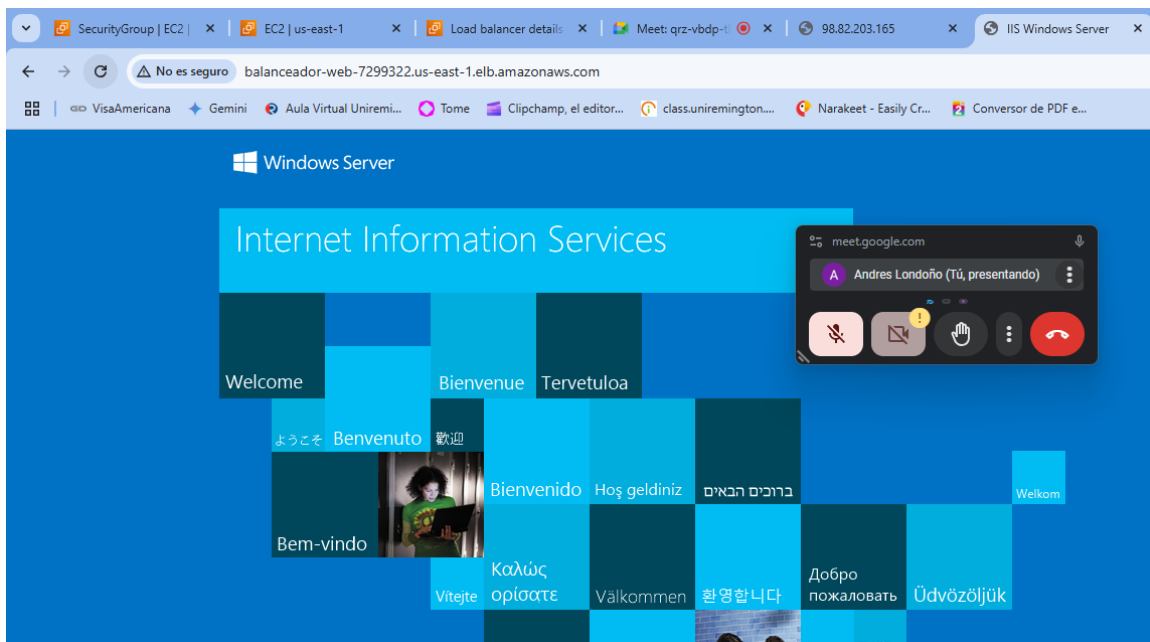 SecurityGroup | EC2 |
EC2 | us-east-1
Load balancer details
Meet: qrz-vbdp-t
98.82.203.165
IIS Windows Server
No es seguro
balanceador-web-7299322.us-east-1.elb.amazonaws.com
VisaAmericana
Gemini
Aula Virtual Uniremi...
Tome
Clipchamp, el editor...
class.uniremington....
Narakeet - Easily Cr...
Conversor de PDF e...
Windows Server
Internet Information Services
meet.google.com
A
Andres Londoño (Tú, presentando)
!
Welcome
Bienvenue
Tervetuloa
ようこそ
Benvenuto
歡迎
Bienvenido
Hoş geldiniz
ברוכים הבאים
Welkom
Bem-vindo
Vítejte
Καλώς
ορίσατε
Välkommen
환영합니다
Добро
пожаловать
Üdvözöljük